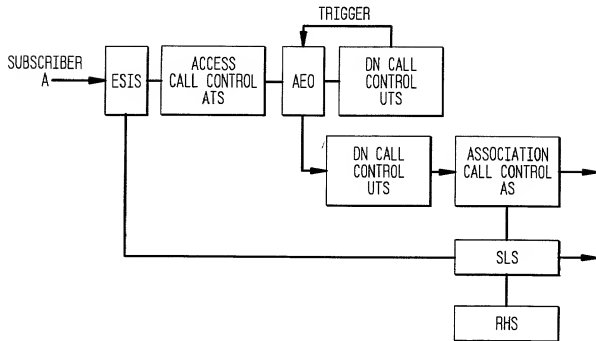 TRIGGER
SUBSCRIBER
A
ESIS
ACCESS
CALL CONTROL
ATS
AEO
DN CALL
CONTROL
UTS
DN CALL
CONTROL
UTS
ASSOCIATION
CALL CONTROL
AS
SLS
RHS